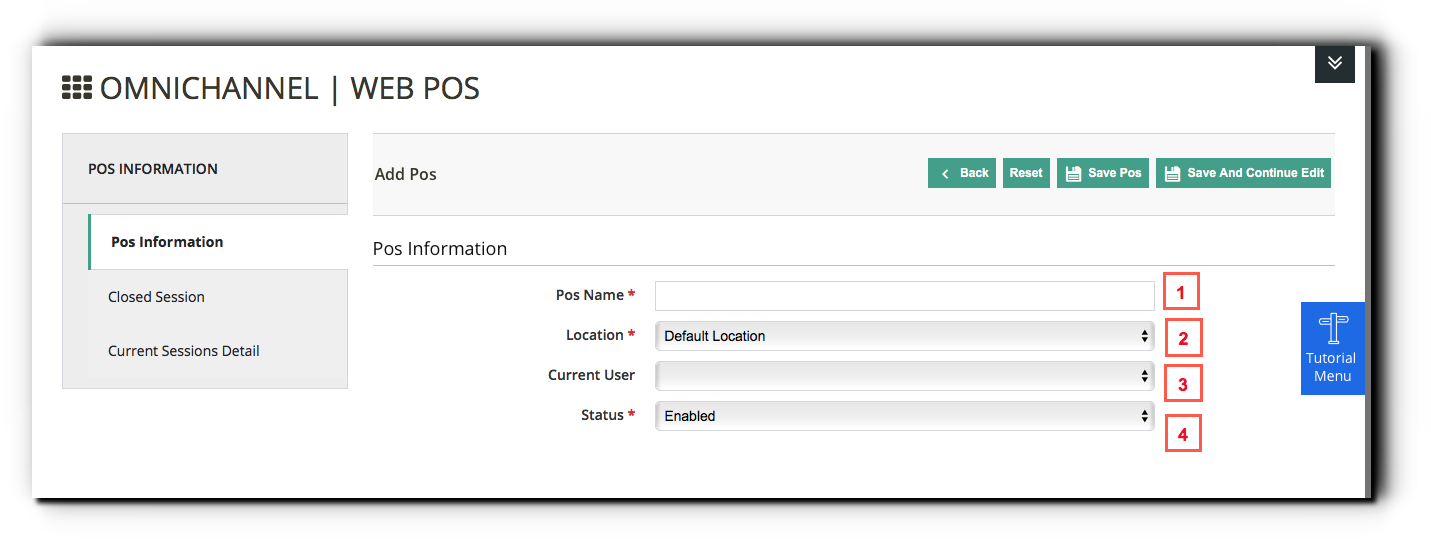 OMNICHANNEL | WEB POS
POS INFORMATION
Add Pos
Back
Reset
Save Pos
Save And Continue Edit
Pos Information
Closed Session
Current Sessions Detail
Pos Information
Pos Name *
1
Location *
Default Location
2
Current User
3
Status *
Enabled
4
Tutorial
Menu